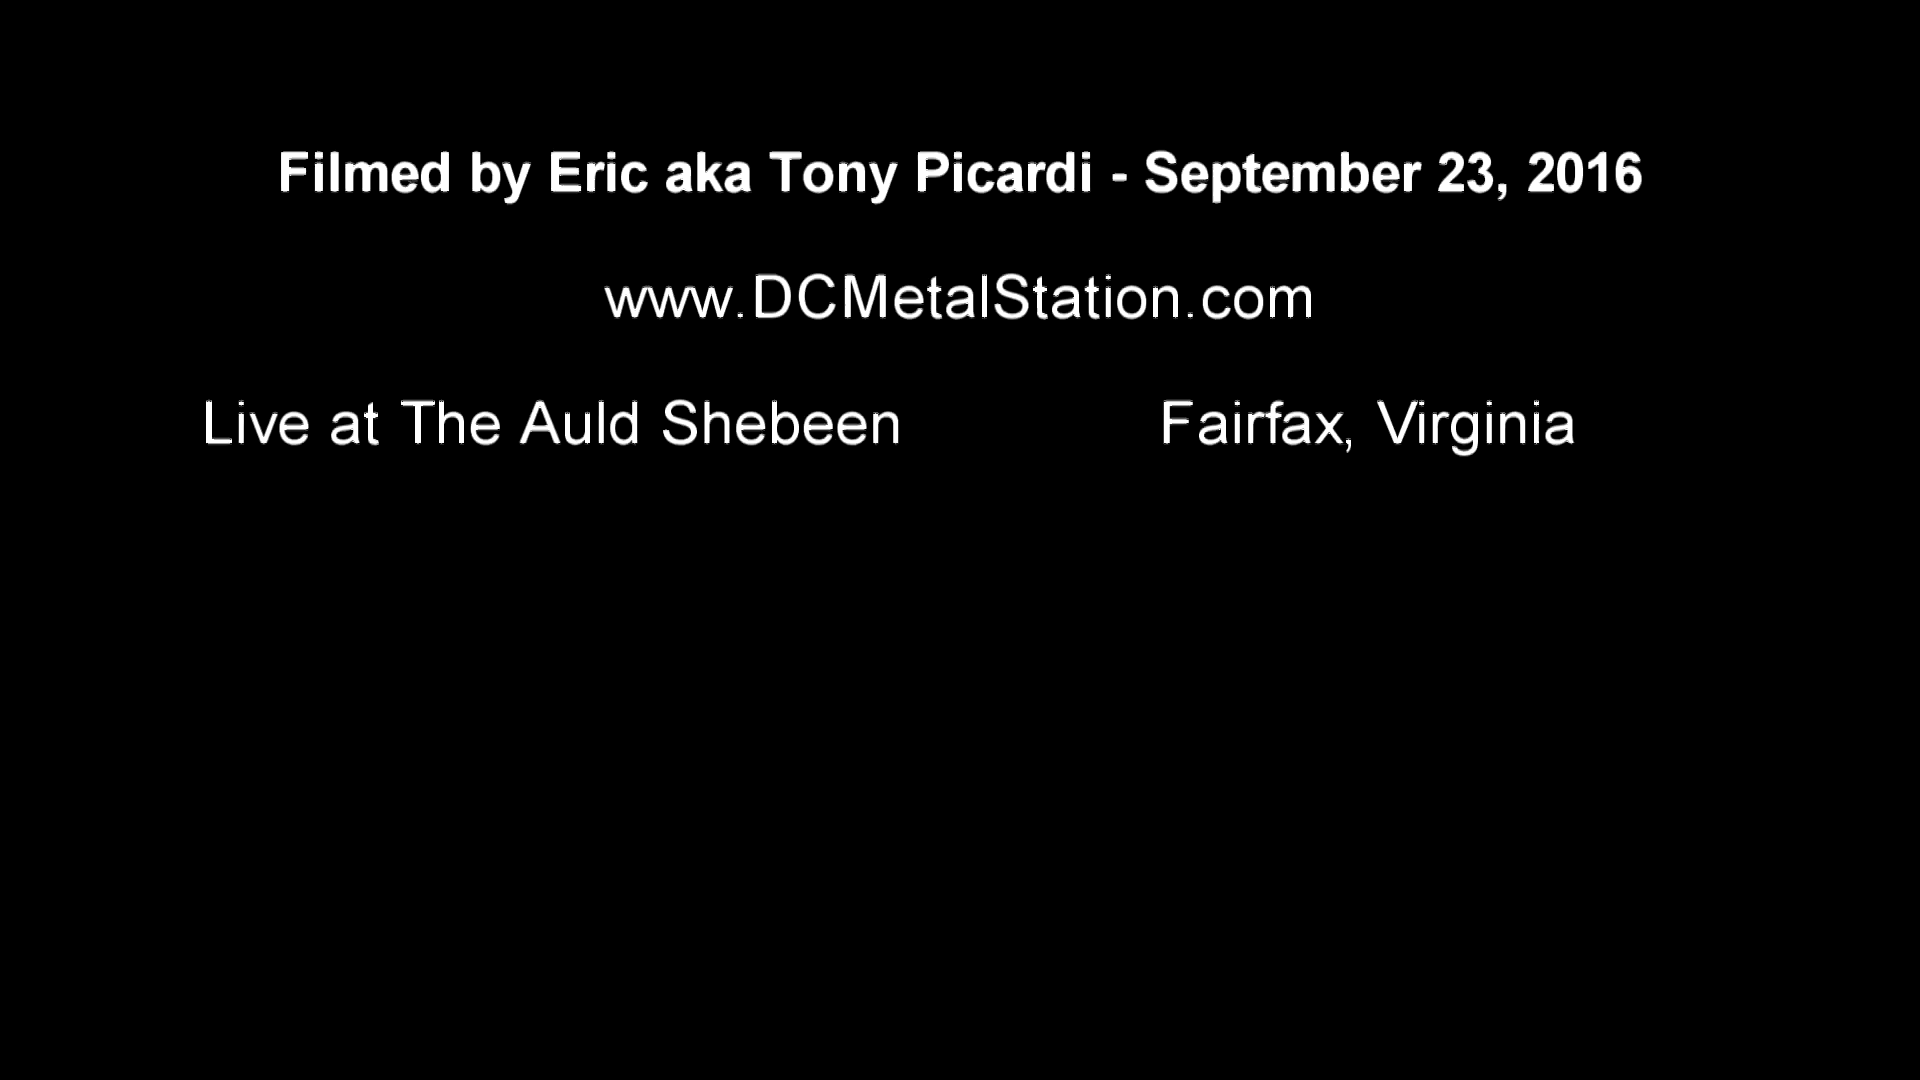 Filmed by Eric aka Tony Picardi - September 23, 2016
www.DCMetalStation.com
Live at The Auld Shebeen Fairfax, Virginia